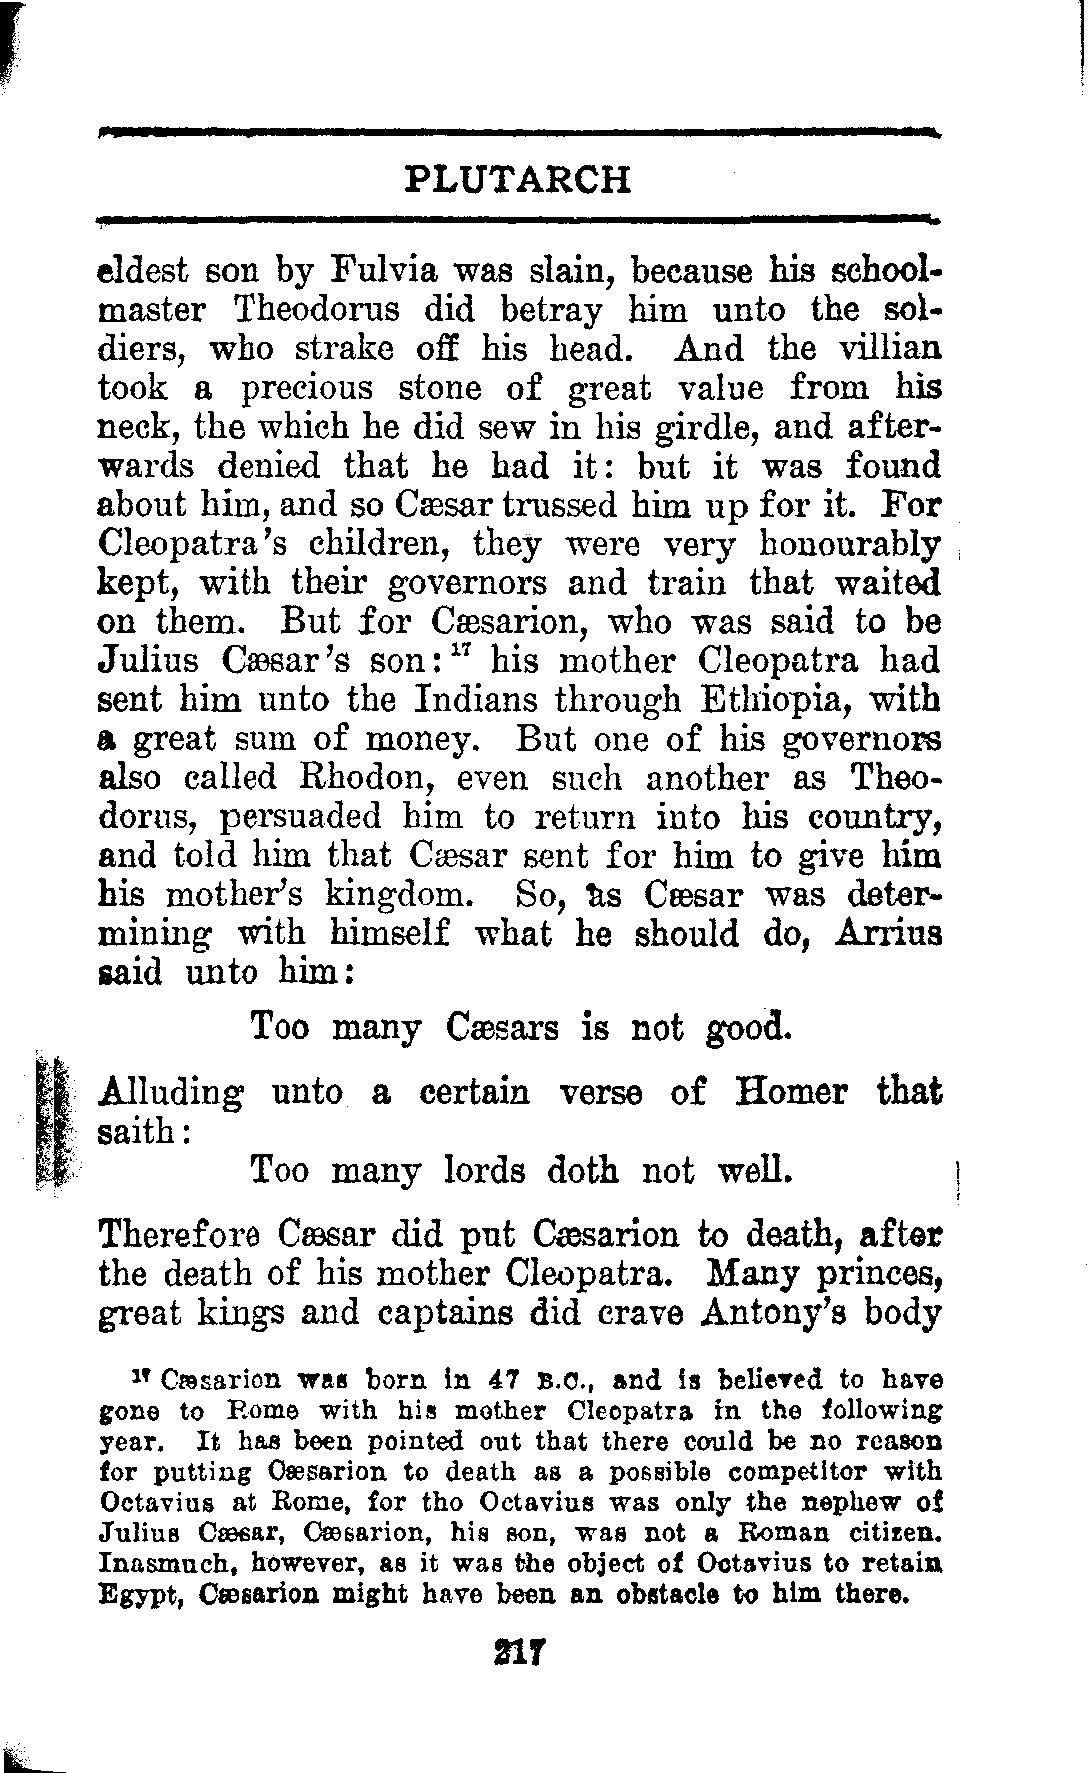 PLUTARCH
eldest son by Fulvia was slain, because his school-
master Theodorus did betray him unto the sol-
diers, who strake off his head. And the villian
took a precious stone of great value from his
neck, the which he did sew in his girdle, and after-
wards denied that he had it: but it was found
about him, and so Cæsar trussed him up for it. For
Cleopatra's children, they were very honourably
kept, with their governors and train that waited
on them. But for Cæsarion, who was said to be
Julius Cæsar's son:¹⁷ his mother Cleopatra had
sent him unto the Indians through Ethiopia, with
a great sum of money. But one of his governors
also called Rhodon, even such another as Theo-
dorus, persuaded him to return into his country,
and told him that Cæsar sent for him to give him
his mother's kingdom. So, as Cæsar was deter-
mining with himself what he should do, Arrius
said unto him:
Too many Cæsars is not good.
Alluding unto a certain verse of Homer that
saith:
Too many lords doth not well.
Therefore Cæsar did put Cæsarion to death, after
the death of his mother Cleopatra. Many princes,
great kings and captains did crave Antony's body
¹⁷ Cæsarion was born in 47 B.C., and is believed to have
gone to Rome with his mother Cleopatra in the following
year. It has been pointed out that there could be no reason
for putting Cæsarion to death as a possible competitor with
Octavius at Rome, for tho Octavius was only the nephew of
Julius Cæsar, Cæsarion, his son, was not a Roman citizen.
Inasmuch, however, as it was the object of Octavius to retain
Egypt, Cæsarion might have been an obstacle to him there.
217